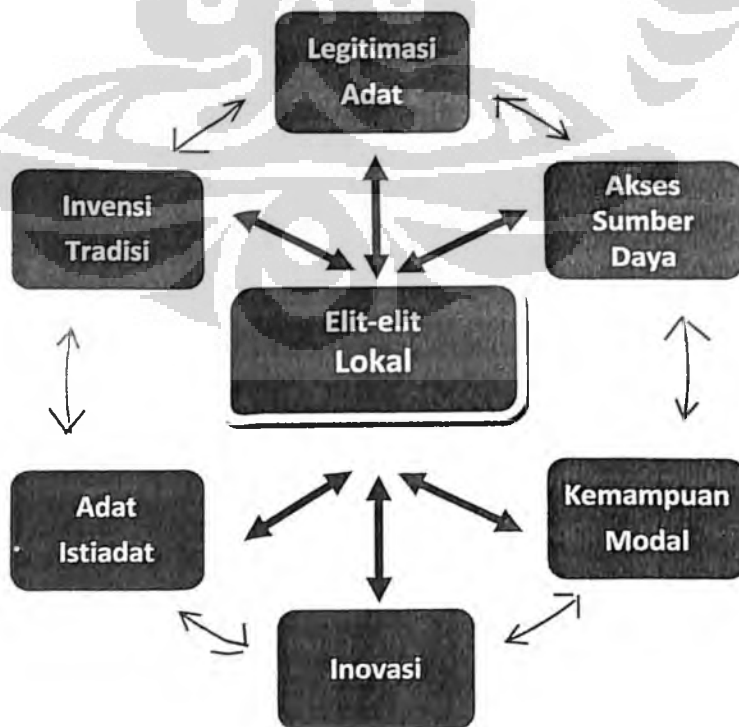 Legitimasi
Adat
Invensi
Tradisi
Akses
Sumber
Daya
Elit-elit
Lokal
Adat
Istiadat
Kemampuan
Modal
Inovasi